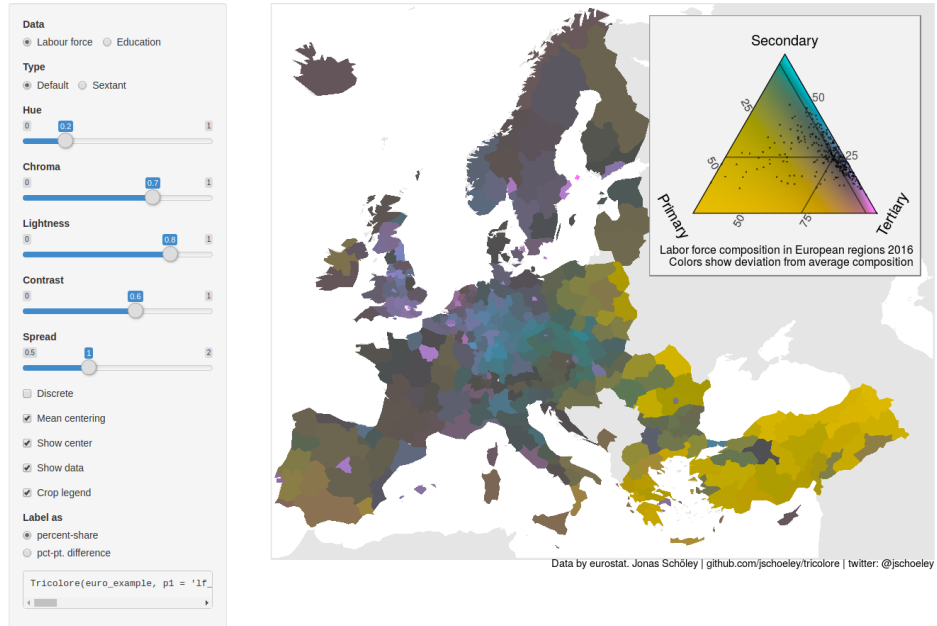 Data
Labour force Education
Type
Default Sextant
Hue
0 0.2 1
Chroma
0 0.7 1
Lightness
0 0.8 1
Contrast
0 0.6 1
Spread
0.5 1 2
Discrete
Mean centering
Show center
Show data
Crop legend
Label as
percent-share
pct-pt. difference
Tricolore(euro_example, p1 = 'lf_
Secondary
25
50
50
25
Primary
Tertiary
50
75
Labor force composition in European regions 2016
Colors show deviation from average composition
Data by eurostat. Jonas Schöley | github.com/jschoeley/tricolore | twitter: @jschoeley